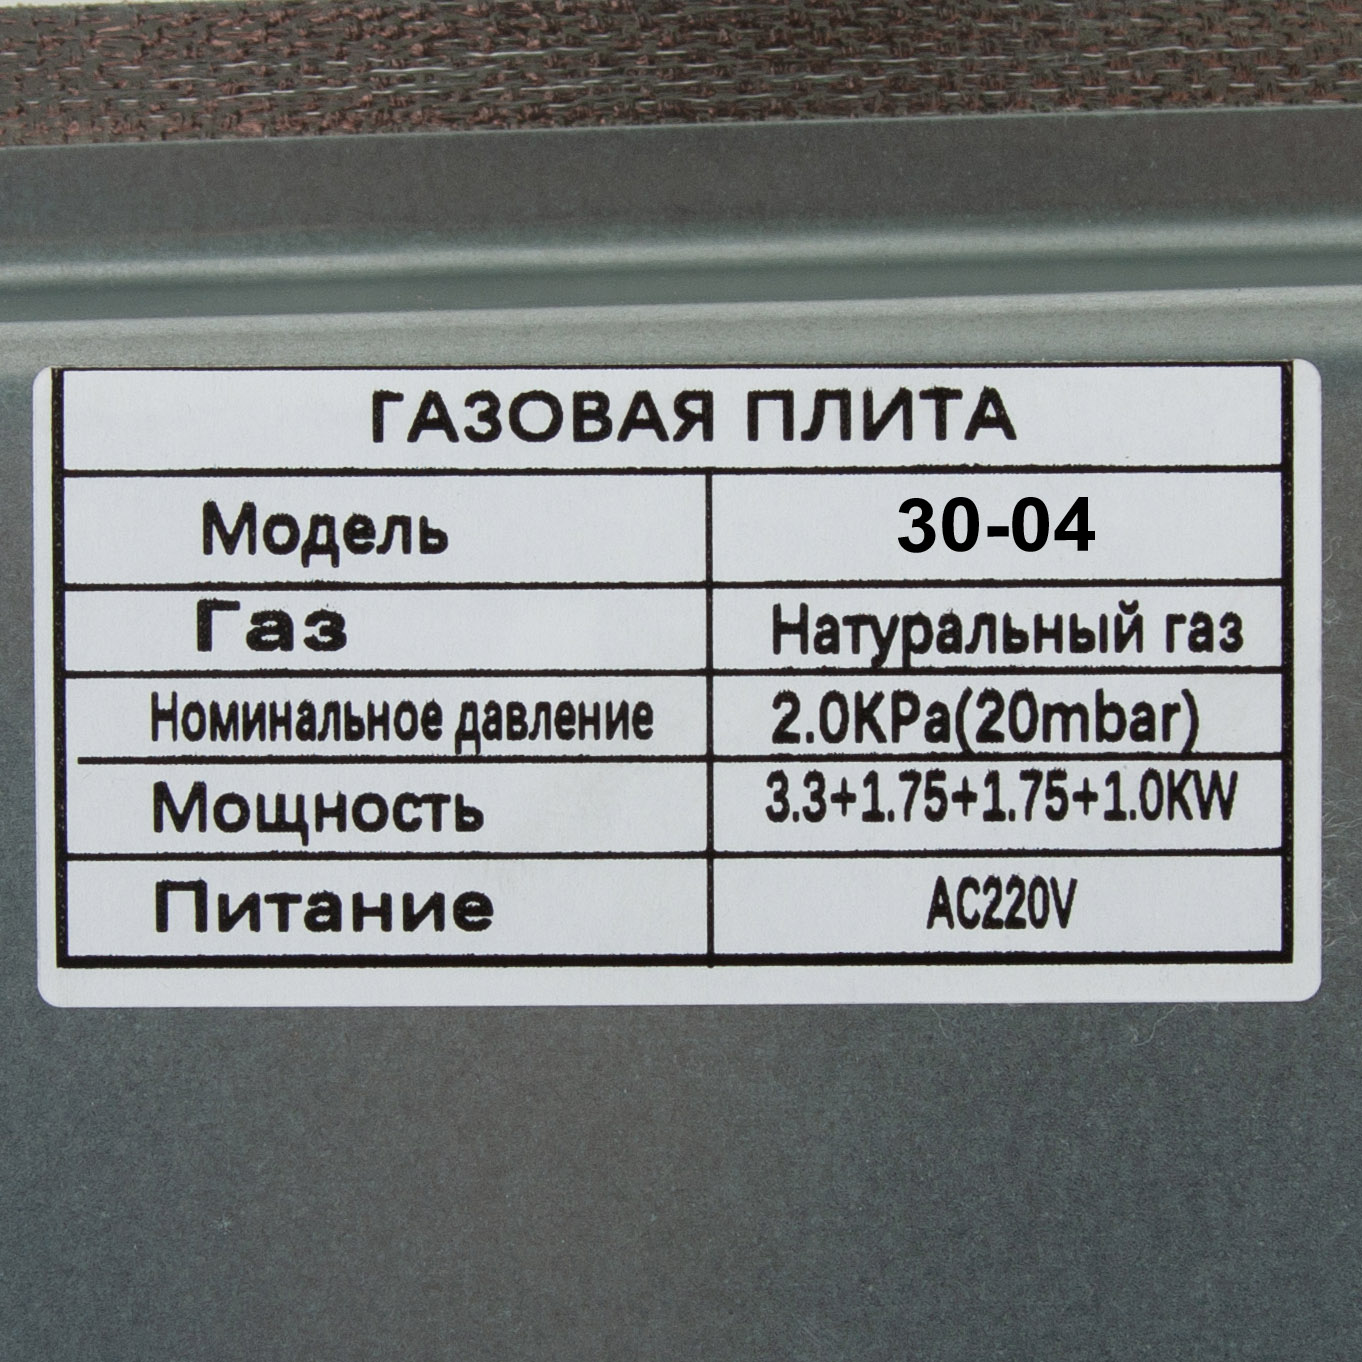 ГАЗОВАЯ ПЛИТА
Модель 30-04
Газ Натуральный газ
Номинальное давление 2.0KPa(20mbar)
Мощность 3.3+1.75+1.75+1.0KW
Питание AC220V